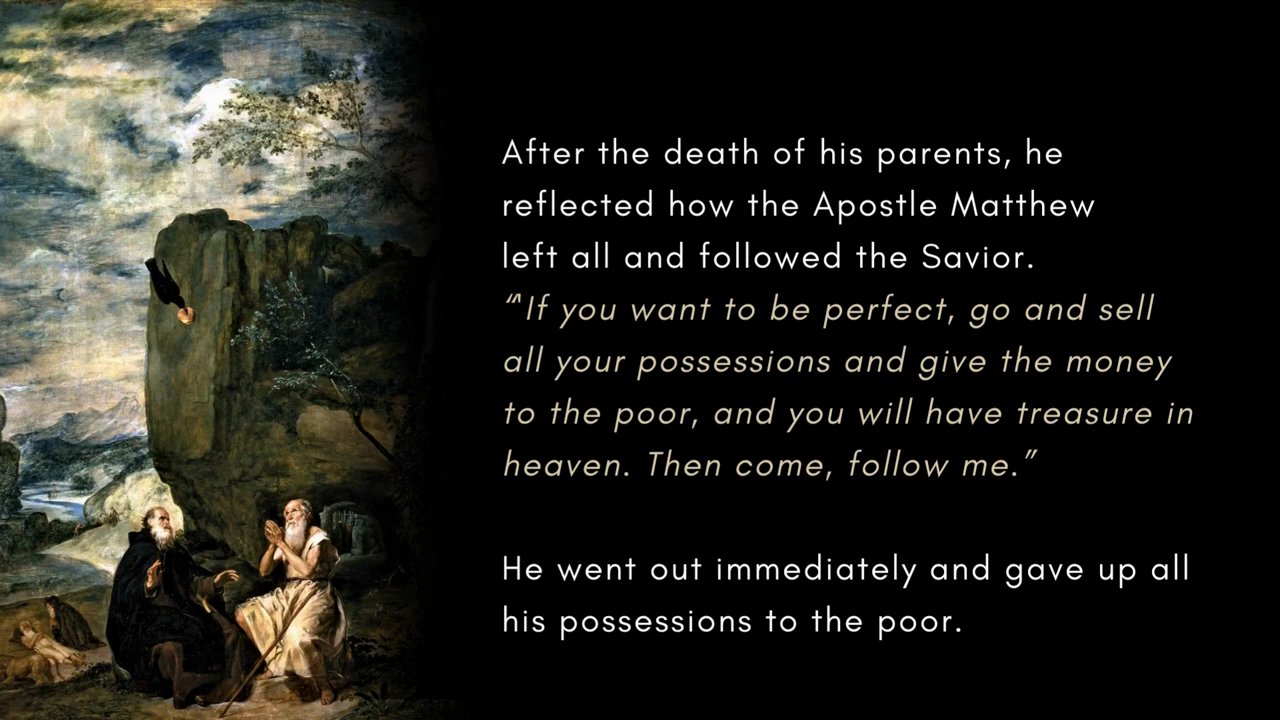 After the death of his parents, he
reflected how the Apostle Matthew
left all and followed the Savior.
“‘If you want to be perfect, go and sell
all your possessions and give the money
to the poor, and you will have treasure in
heaven. Then come, follow me.”
He went out immediately and gave up all
his possessions to the poor.